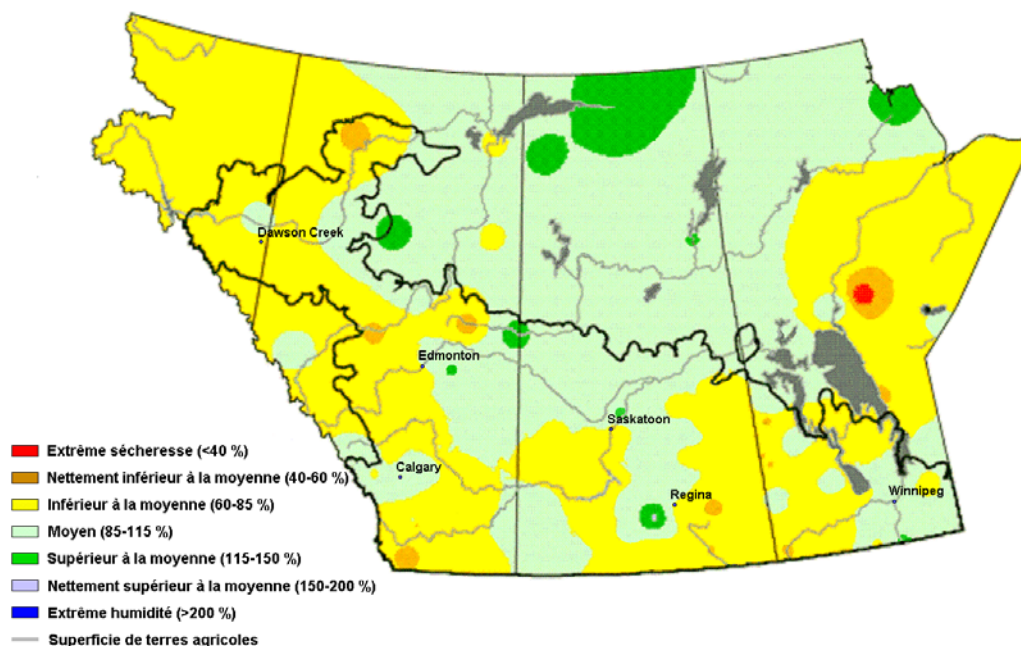 Dawson Creek
Edmonton
Saskatoon
Calgary
Regina
Winnipeg
Extrême sécheresse (<40 %)
Nettement inférieur à la moyenne (40-60 %)
Inférieur à la moyenne (60-85 %)
Moyen (85-115 %)
Supérieur à la moyenne (115-150 %)
Nettement supérieur à la moyenne (150-200 %)
Extrême humidité (>200 %)
Superficie de terres agricoles